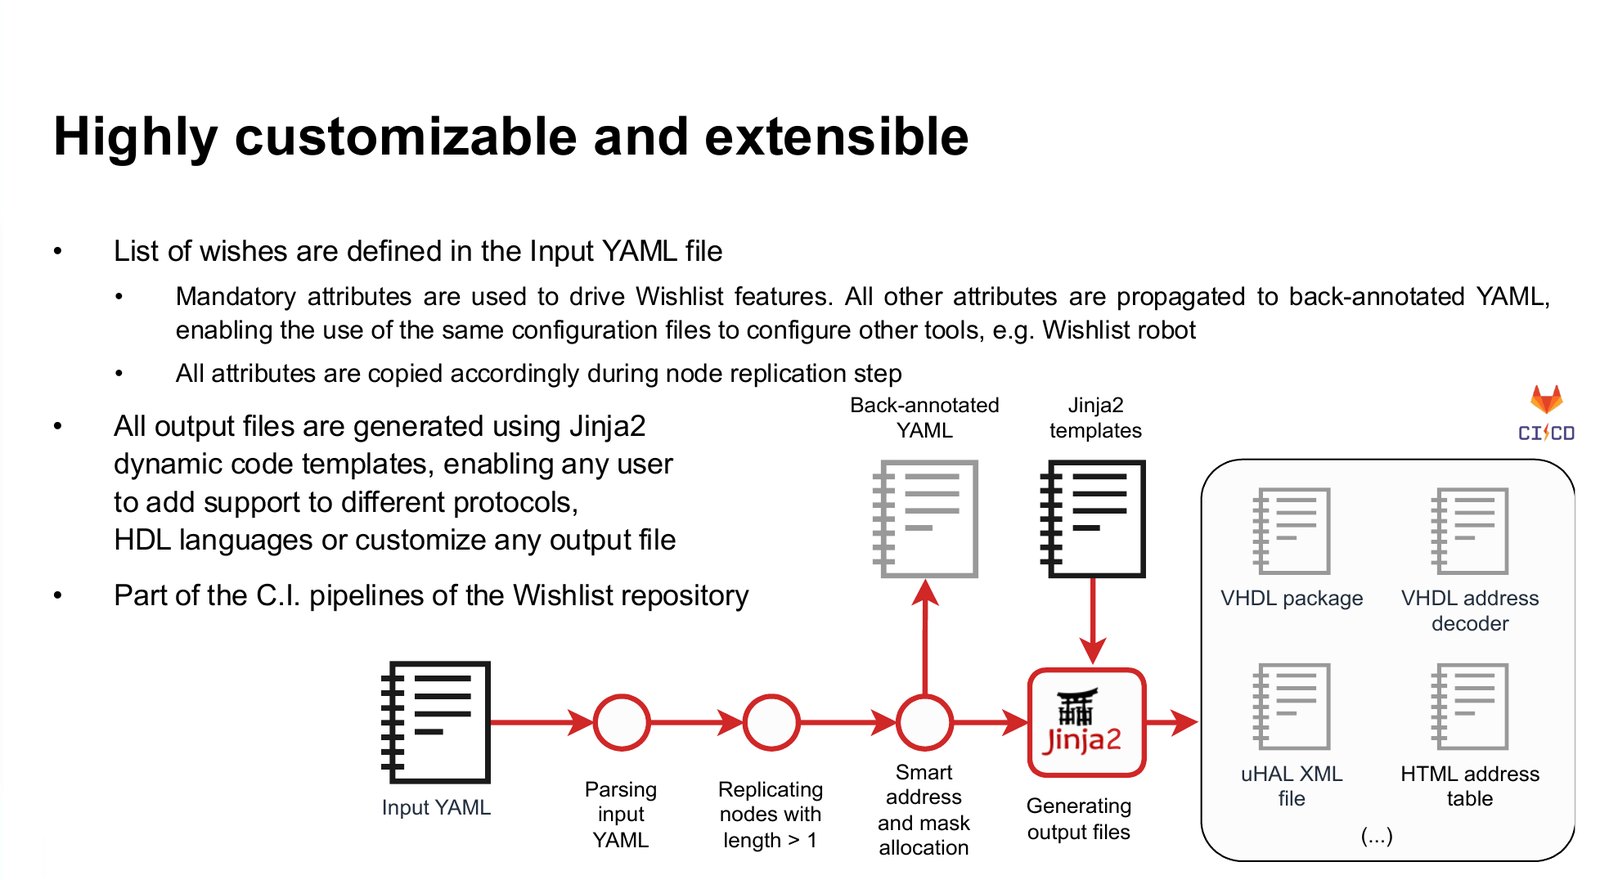 Highly customizable and extensible
• List of wishes are defined in the Input YAML file
• Mandatory attributes are used to drive Wishlist features. All other attributes are propagated to back-annotated YAML,
enabling the use of the same configuration files to configure other tools, e.g. Wishlist robot
• All attributes are copied accordingly during node replication step
• All output files are generated using Jinja2
dynamic code templates, enabling any user
to add support to different protocols,
HDL languages or customize any output file
• Part of the C.I. pipelines of the Wishlist repository
Back-annotated
YAML
Jinja2
templates
CI/CD
Input YAML
Parsing
input
YAML
Replicating
nodes with
length > 1
Smart
address
and mask
allocation
Jinja2
Generating
output files
VHDL package
VHDL address
decoder
uHAL XML
file
HTML address
table
(...)